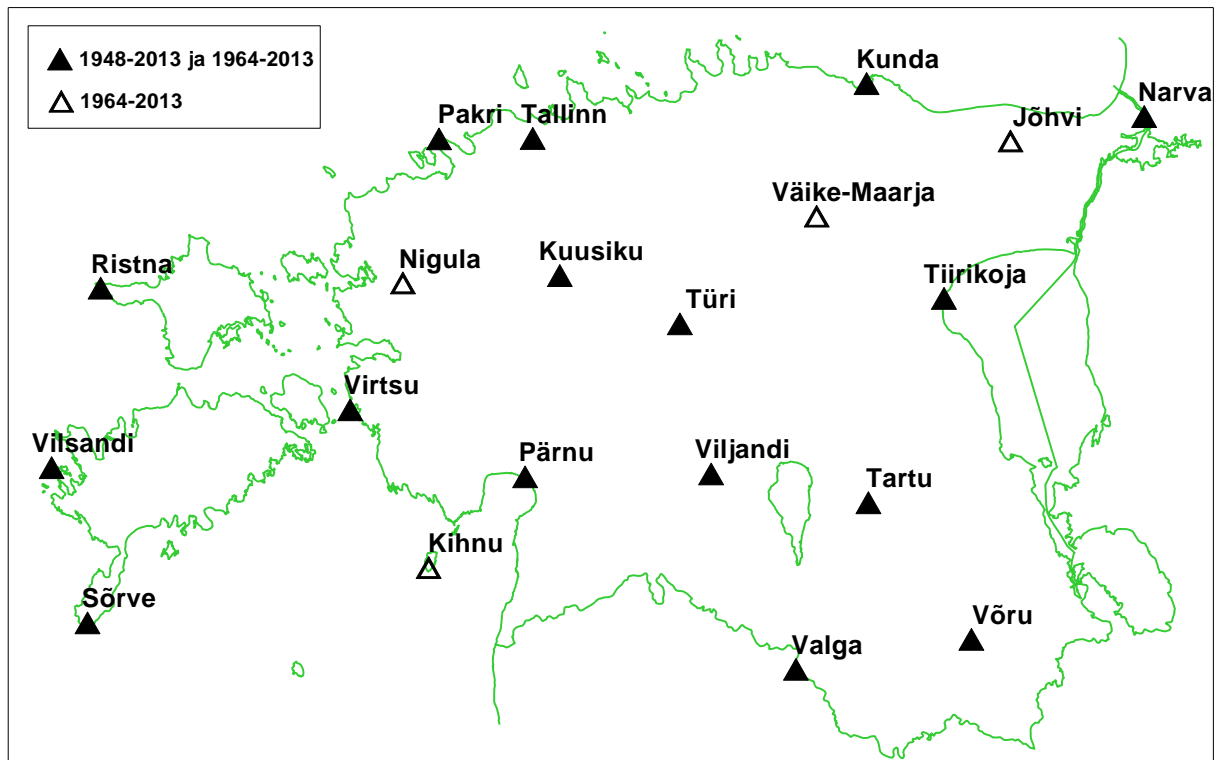 1948-2013 ja 1964-2013
1964-2013
Kunda
Narva
Pakri
Tallinn
Jõhvi
Väike-Maarja
Ristna
Nigula
Kuusiku
Tiirikoja
Türi
Virtsu
Vilsandi
Pärnu
Viljandi
Tartu
Kihnu
Sõrve
Võru
Valga